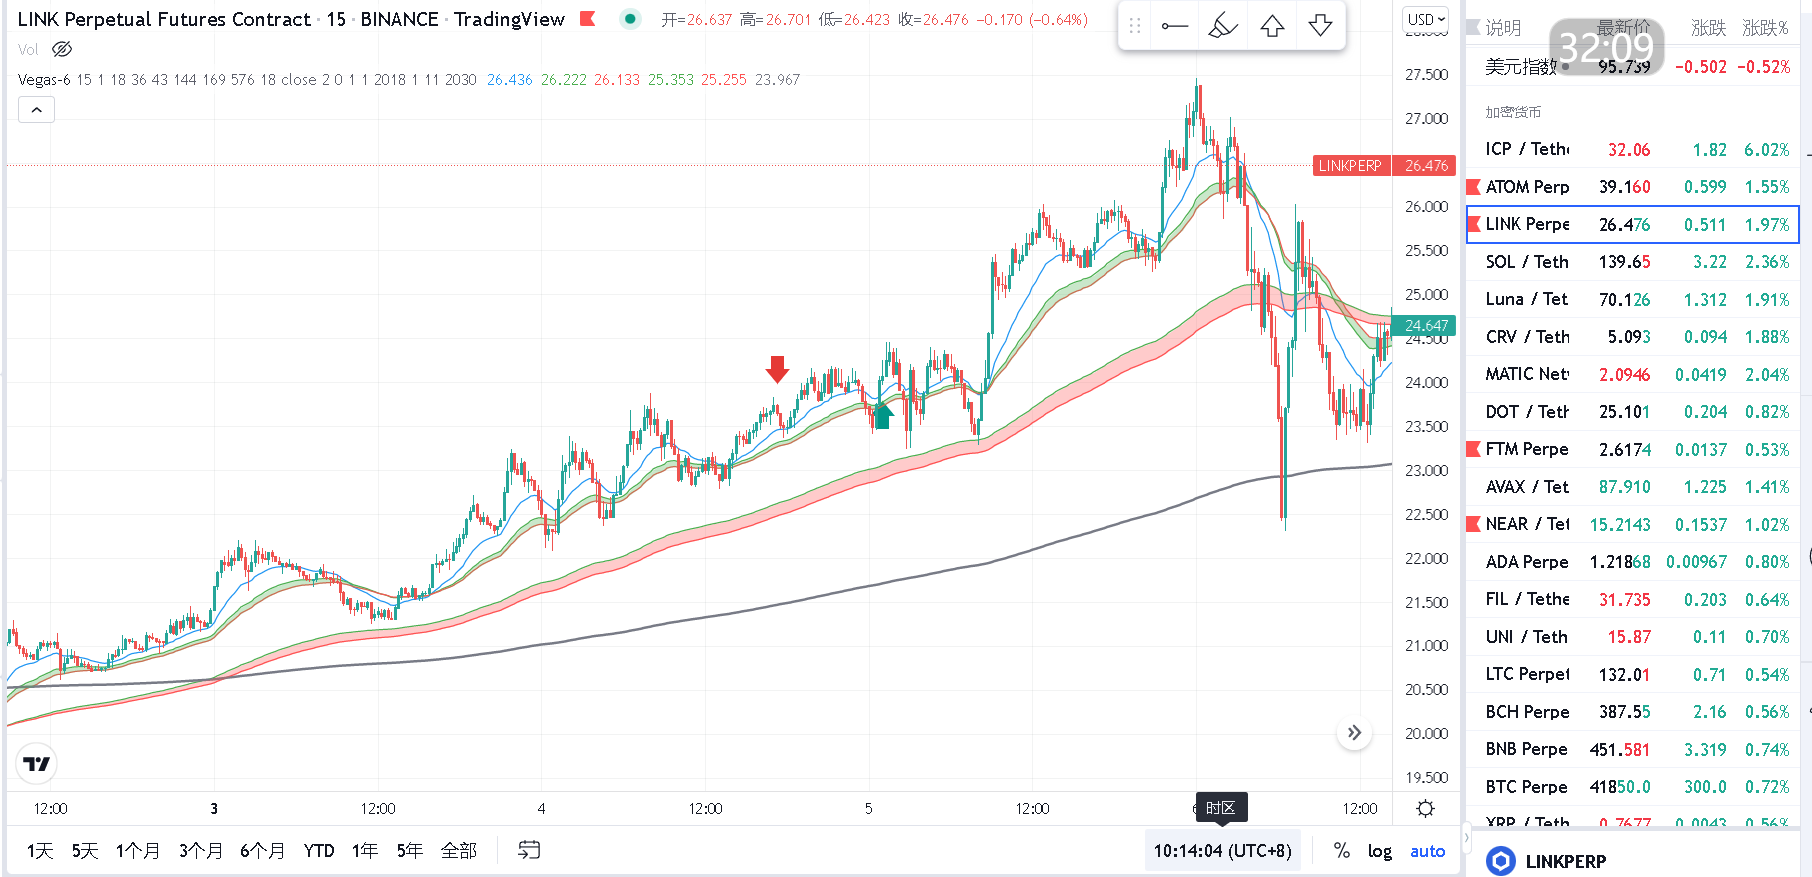 LINK Perpetual Futures Contract · 15 · BINANCE · TradingView 开=26.637 高=26.701 低=26.423 收=26.476 −0.170 (−0.64%)
Vol
Vegas-6 15 1 18 36 43 144 169 576 18 close 2 0 1 1 2018 1 11 2030 26.436 26.222 26.133 25.353 25.255 23.967
USD
28.000
27.500
27.000
LINKPERP 26.476
26.000
25.500
25.000
24.647
24.500
24.000
23.500
23.000
22.500
22.000
21.500
21.000
20.500
20.000
19.500
12:00 3 12:00 4 12:00 5 12:00 6 12:00
时区
1天 5天 1个月 3个月 6个月 YTD 1年 5年 全部
10:14:04 (UTC+8) % log auto
说明 最新价 涨跌 涨跌%
32:09
美元指数 95.739 −0.502 −0.52%
加密货币
ICP / Teth 32.06 1.82 6.02%
ATOM Perp 39.160 0.599 1.55%
LINK Perpe 26.476 0.511 1.97%
SOL / Teth 139.65 3.22 2.36%
Luna / Tet 70.126 1.312 1.91%
CRV / Teth 5.093 0.094 1.88%
MATIC Net 2.0946 0.0419 2.04%
DOT / Teth 25.101 0.204 0.82%
FTM Perpe 2.6174 0.0137 0.53%
AVAX / Tet 87.910 1.225 1.41%
NEAR / Tet 15.2143 0.1537 1.02%
ADA Perpe 1.21868 0.00967 0.80%
FIL / Tethe 31.735 0.203 0.64%
UNI / Teth 15.87 0.11 0.70%
LTC Perpet 132.01 0.71 0.54%
BCH Perpe 387.55 2.16 0.56%
BNB Perpe 451.581 3.319 0.74%
BTC Perpe 41850.0 300.0 0.72%
XRP / Teth 0.7677 0.0043 0.56%
LINKPERP